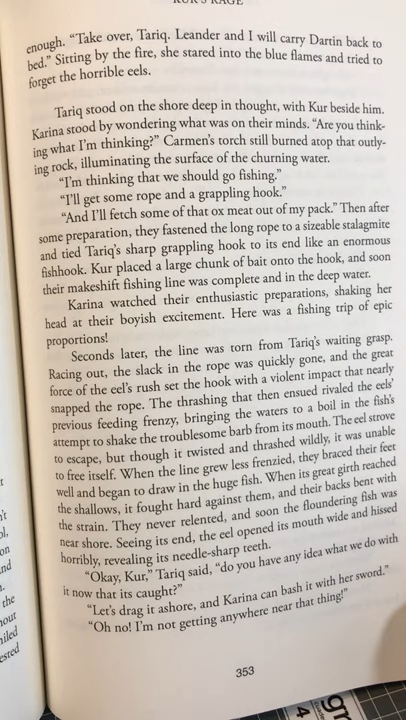 KUR'S RAGE
enough. “Take over, Tariq. Leander and I will carry Dartin back to
bed.” Sitting by the fire, she stared into the blue flames and tried to
forget the horrible eels.
Tariq stood on the shore deep in thought, with Kur beside him.
Karina stood by wondering what was on their minds. “Are you think-
ing what I’m thinking?” Carmen’s torch still burned atop that outly-
ing rock, illuminating the surface of the churning water.
“I’m thinking that we should go fishing.”
“I’ll get some rope and a grappling hook.”
“And I’ll fetch some of that ox meat out of my pack.” Then after
some preparation, they fastened the long rope to a sizeable stalagmite
and tied Tariq’s sharp grappling hook to its end like an enormous
fishhook. Kur placed a large chunk of bait onto the hook, and soon
their makeshift fishing line was complete and in the deep water.
Karina watched their enthusiastic preparations, shaking her
head at their boyish excitement. Here was a fishing trip of epic
proportions!
Seconds later, the line was torn from Tariq’s waiting grasp.
Racing out, the slack in the rope was quickly gone, and the great
force of the eel’s rush set the hook with a violent impact that nearly
snapped the rope. The thrashing that then ensued rivaled the eels’
previous feeding frenzy, bringing the waters to a boil in the fish’s
attempt to shake the troublesome barb from its mouth. The eel strove
to escape, but though it twisted and thrashed wildly, it was unable
to free itself. When the line grew less frenzied, they braced their feet
well and began to draw in the huge fish. When its great girth reached
the shallows, it fought hard against them, and their backs bent with
the strain. They never relented, and soon the floundering fish was
near shore. Seeing its end, the eel opened its mouth wide and hissed
horribly, revealing its needle-sharp teeth.
“Okay, Kur,” Tariq said, “do you have any idea what we do with
it now that its caught?”
“Let’s drag it ashore, and Karina can bash it with her sword.”
“Oh no! I’m not getting anywhere near that thing!”
353